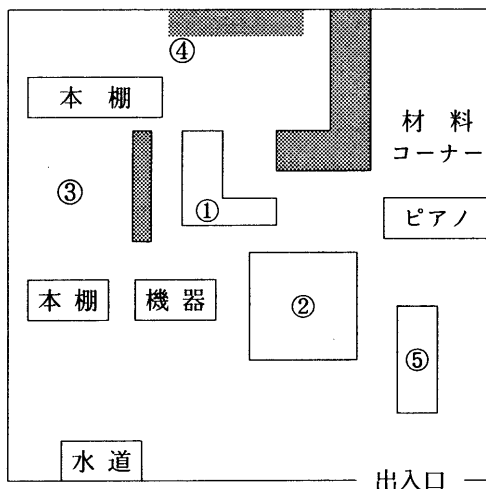 ④
本棚
材料
コーナー
③
①
ピアノ
本棚
機器
②
⑤
水道
出入口